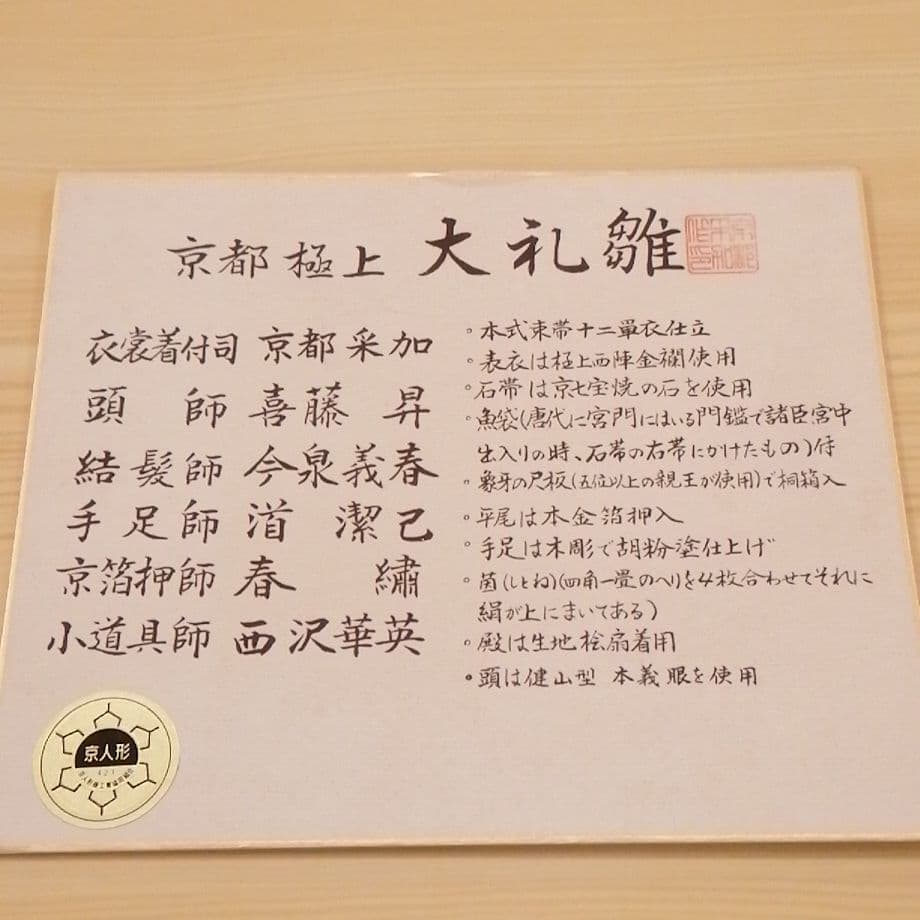 京都 極上 大礼雛
衣裳着付司 京都 采加
頭師 喜藤 昇
結髪師 今泉義春
手足師 澑 潔己
京箔押師 春繍
小道具師 西沢華英
。本式束帯十二單衣仕立
。表衣は極上西陣金襴使用
。石帯は京七宝焼の石を使用
。魚袋(唐代に宮門にはいる門鑑で諸臣宮中
出入りの時、石帯の右帯にかけたもの)付
。象牙の尺板(五位以上の親王が使用)で桐箱入
。平尾は本金箔押入
。手足は木彫で胡粉塗仕上げ
。茵(しとね)(四角一畳のへりを4枚合わせてそれに
絹が上にまいてある)
。殿は生地桧扇着用
。頭は健山型 本義眼を使用
京人形